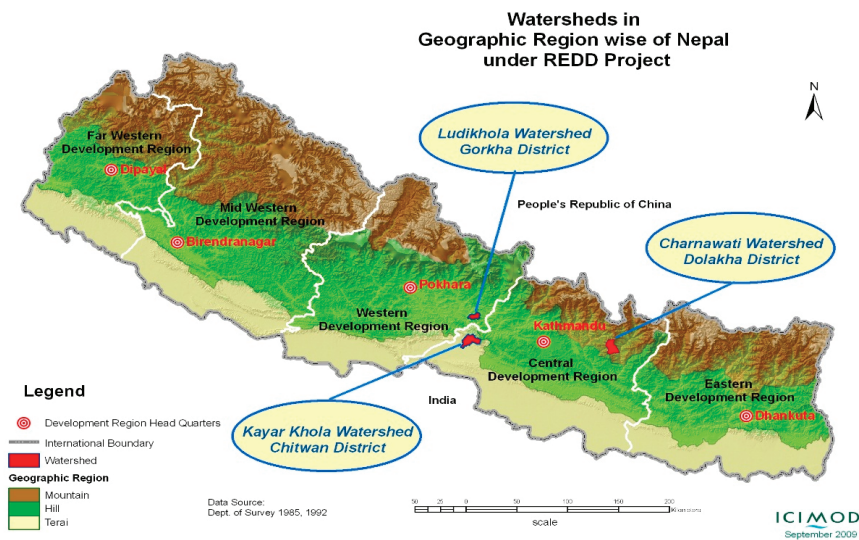 Watersheds in
Geographic Region wise of Nepal
under REDD Project
N
Ludikhola Watershed
Gorkha District
Far Western
Development Region
Dipayal
People's Republic of China
Mid Western
Development Region
Birendranagar
Charnawati Watershed
Dolakha District
Pokhara
Western
Development Region
Kathmandu
Central
Development Region
Eastern
Development Region
Dhankuta
India
Kayar Khola Watershed
Chitwan District
Legend
Development Region Head Quarters
International Boundary
Watershed
Geographic Region
Mountain
Hill
Terai
Data Source:
Dept. of Survey 1985, 1992
50 25 0 50 100 150 200
Kilometers
scale
ICIMOD
September 2009